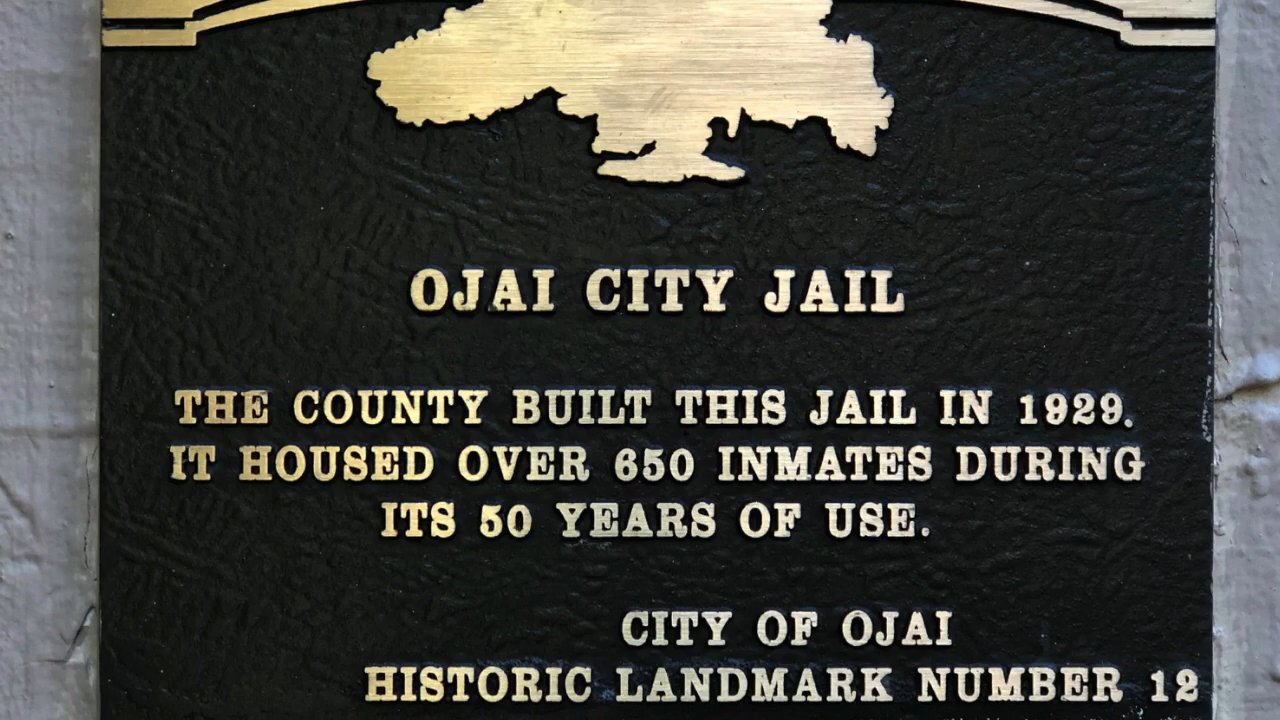 OJAI CITY JAIL
THE COUNTY BUILT THIS JAIL IN 1929.
IT HOUSED OVER 650 INMATES DURING
ITS 50 YEARS OF USE.
CITY OF OJAI
HISTORIC LANDMARK NUMBER 12